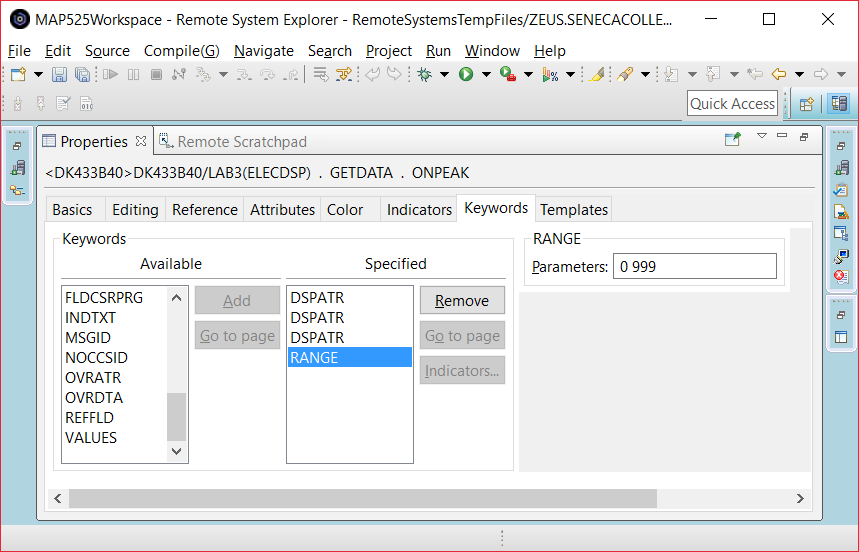 MAP525Workspace - Remote System Explorer - RemoteSystemsTempFiles/ZEUS.SENECACOLLE...
File Edit Source Compile(G) Navigate Search Project Run Window Help
Quick Access
Properties Remote Scratchpad
<DK433B40>DK433B40/LAB3(ELECDSP) . GETDATA . ONPEAK
Basics Editing Reference Attributes Color Indicators Keywords Templates
Keywords
Available
FLDCSRPRG
INDTXT
MSGID
NOCCSID
OVRATR
OVRDTA
REFFLD
VALUES
Add
Go to page
Specified
DSPATR
DSPATR
DSPATR
RANGE
Remove
Go to page
Indicators...
RANGE
Parameters: 0 999